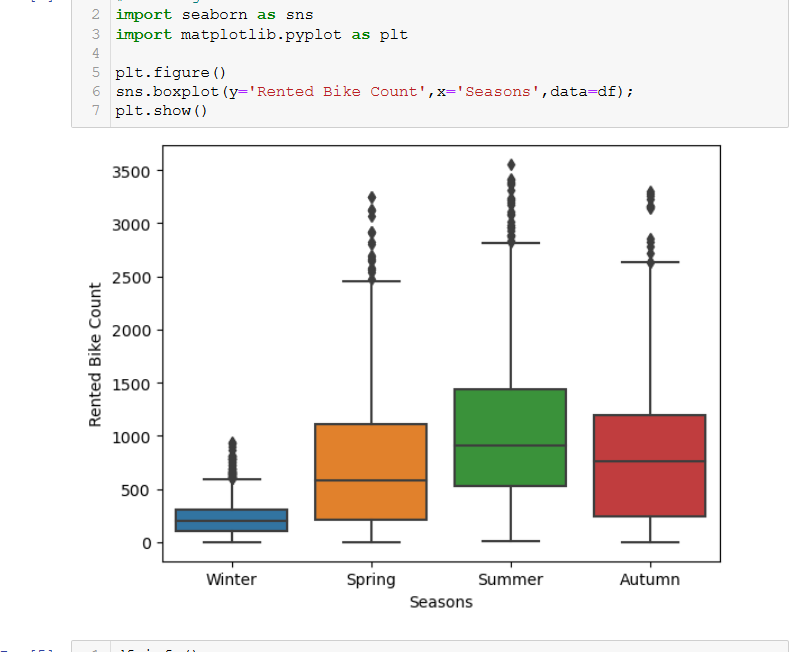 2 import seaborn as sns
3 import matplotlib.pyplot as plt
4
5 plt.figure()
6 sns.boxplot(y='Rented Bike Count',x='Seasons',data=df);
7 plt.show()
3500
3000
2500
2000
1500
1000
500
0
Rented Bike Count
Winter Spring Summer Autumn
Seasons